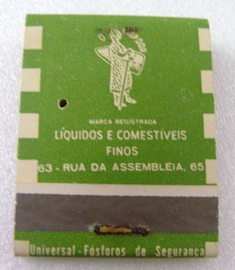 MARCA REGISTRADA
LÍQUIDOS E COMESTÍVEIS
FINOS
63 - RUA DA ASSEMBLEIA, 65
Universal - Fósforos de Segurança